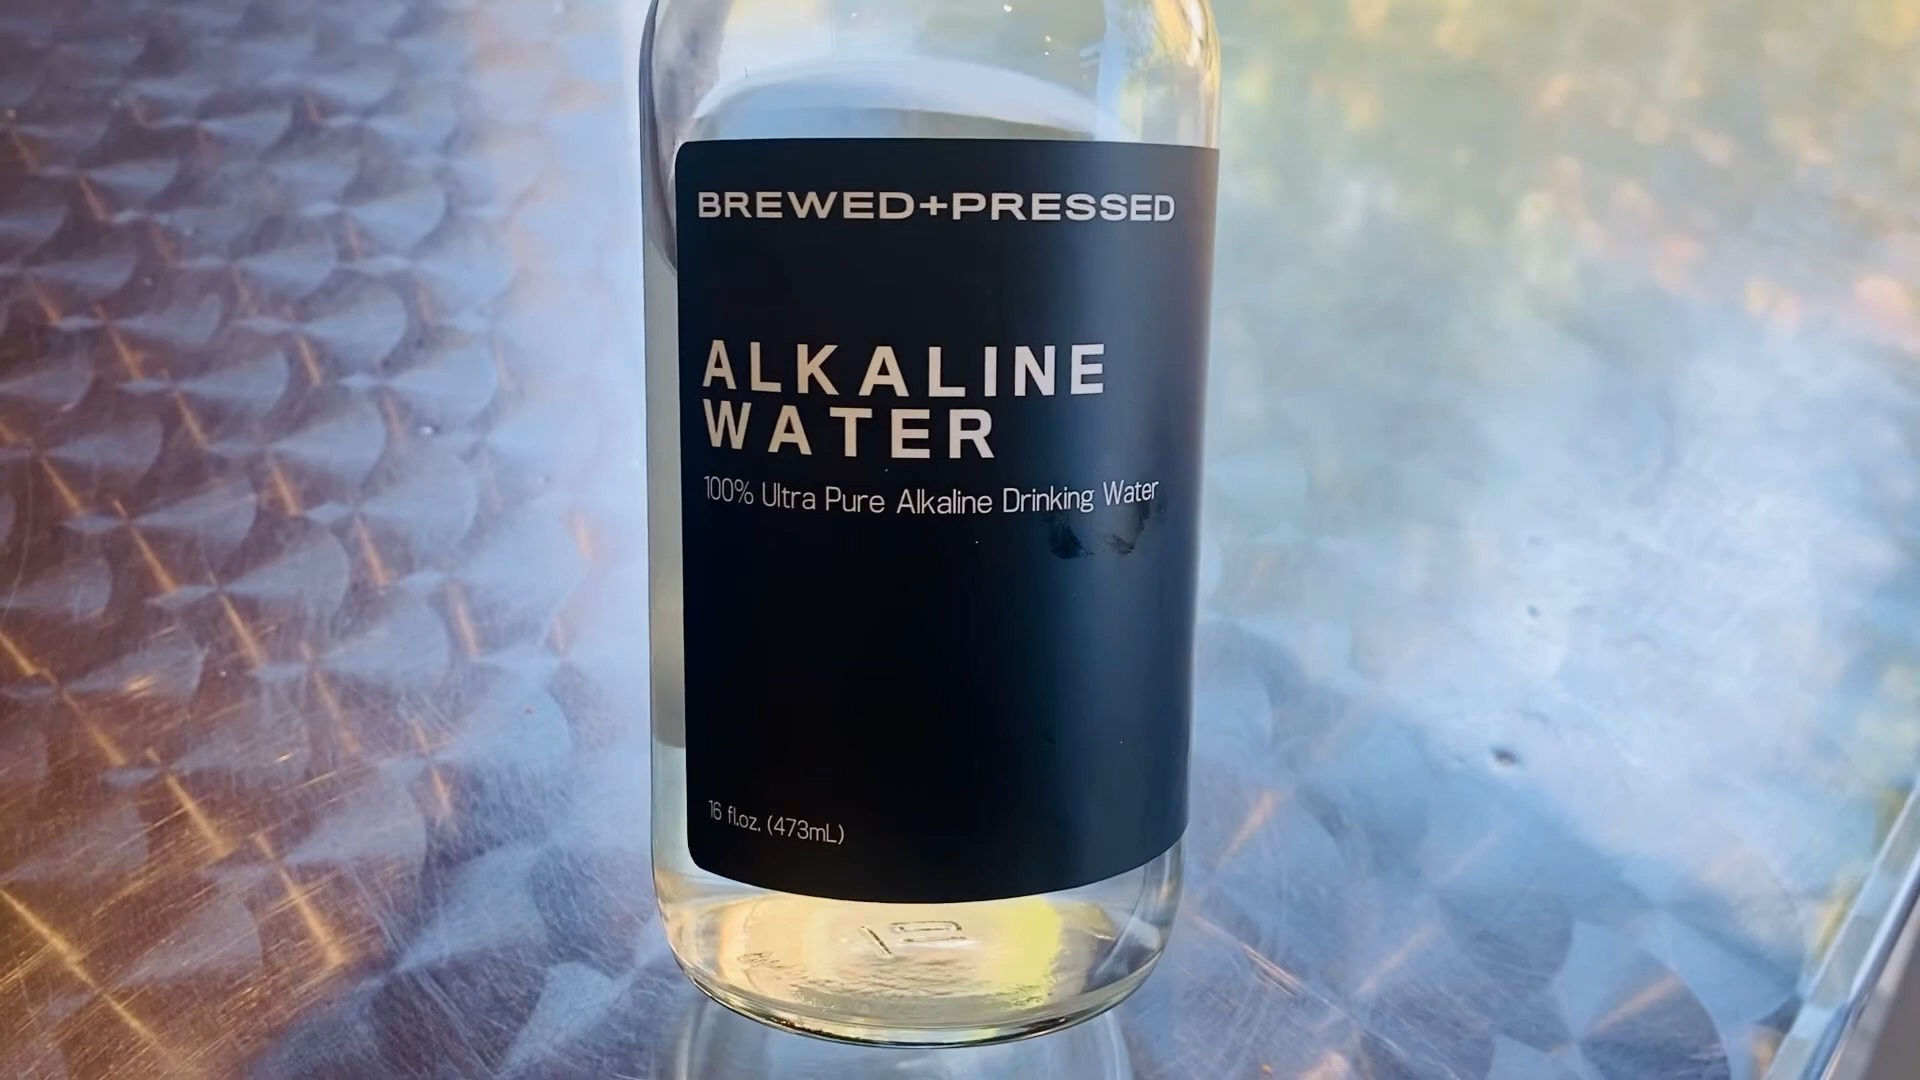 BREWED+PRESSED
ALKALINE
WATER
100% Ultra Pure Alkaline Drinking Water
16 fl.oz. (473mL)